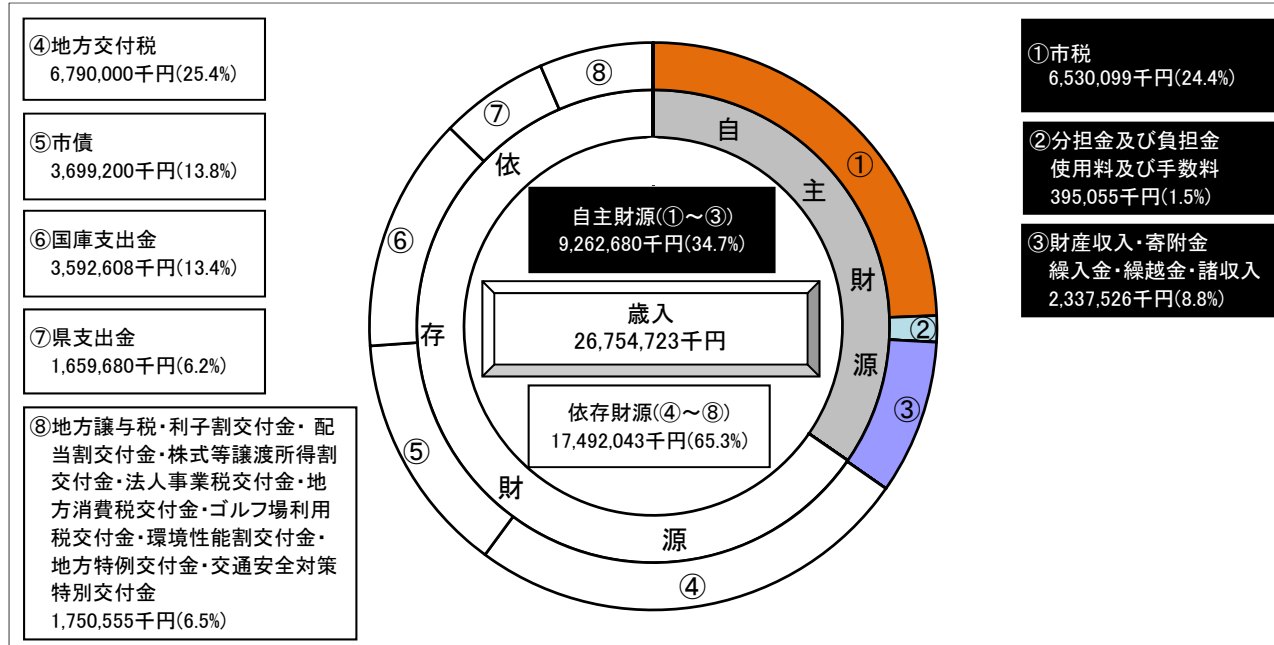 ④地方交付税
6,790,000千円(25.4%)
⑤市債
3,699,200千円(13.8%)
⑥国庫支出金
3,592,608千円(13.4%)
⑦県支出金
1,659,680千円(6.2%)
⑧地方譲与税・利子割交付金・ 配
当割交付金・株式等譲渡所得割
交付金・法人事業税交付金・地
方消費税交付金・ゴルフ場利用
税交付金・環境性能割交付金・
地方特例交付金・交通安全対策
特別交付金
1,750,555千円(6.5%)
⑧
⑦
⑥
⑤
④
①
②
③
自
主
財
源
依
存
財
源
自主財源(①～③)
9,262,680千円(34.7%)
歳入
26,754,723千円
依存財源(④～⑧)
17,492,043千円(65.3%)
①市税
6,530,099千円(24.4%)
②分担金及び負担金
使用料及び手数料
395,055千円(1.5%)
③財産収入・寄附金
繰入金・繰越金・諸収入
2,337,526千円(8.8%)